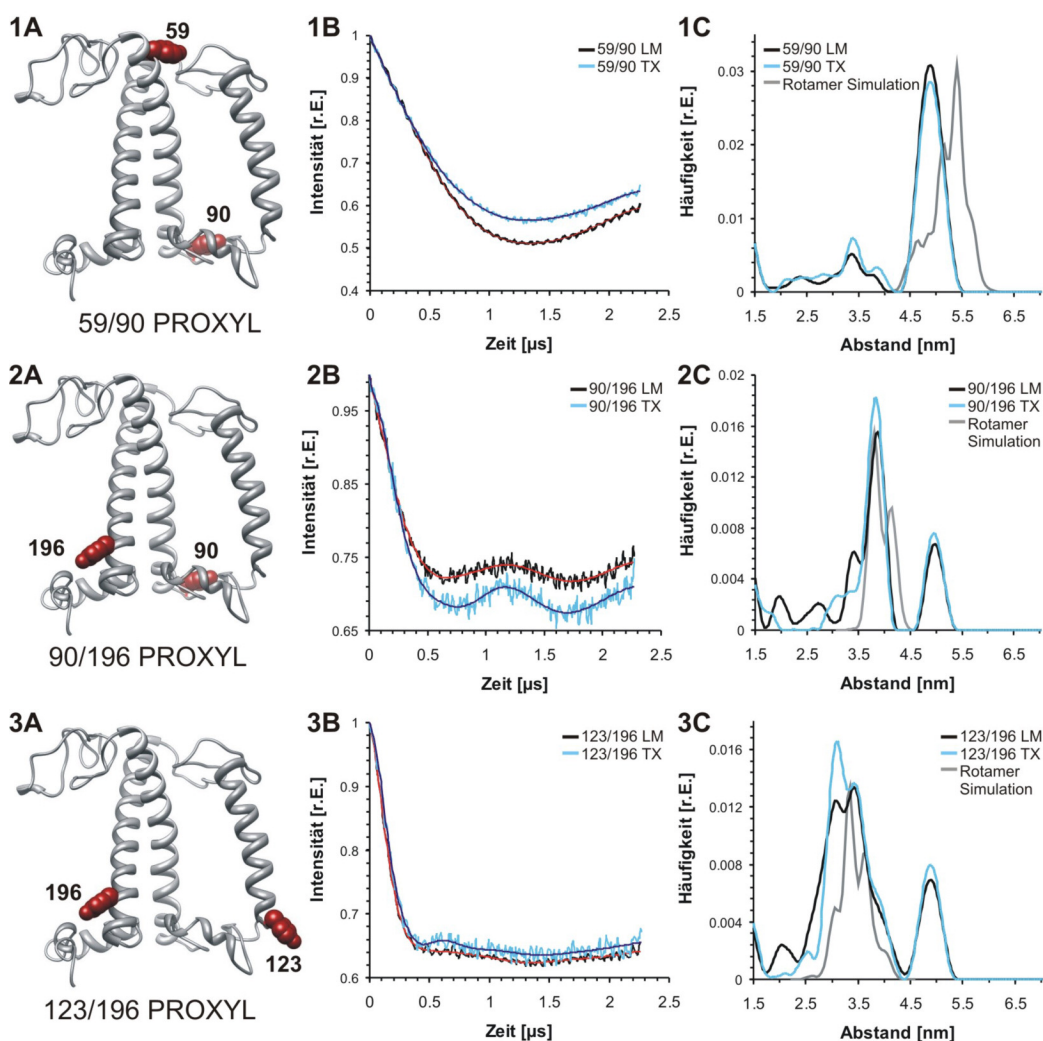 1A
59
90
59/90 PROXYL
1B
Intensität [r.E.]
1
0.9
0.8
0.7
0.6
0.5
0.4
59/90 LM
59/90 TX
0 0.5 1 1.5 2 2.5
Zeit [µs]
1C
Häufigkeit [r.E.]
0.03
0.02
0.01
0
59/90 LM
59/90 TX
Rotamer Simulation
1.5 2.5 3.5 4.5 5.5 6.5
Abstand [nm]
2A
196
90
90/196 PROXYL
2B
Intensität [r.E.]
0.95
0.85
0.75
0.65
90/196 LM
90/196 TX
0 0.5 1 1.5 2 2.5
Zeit [µs]
2C
Häufigkeit [r.E.]
0.02
0.016
0.012
0.008
0.004
0
90/196 LM
90/196 TX
Rotamer
Simulation
1.5 2.5 3.5 4.5 5.5 6.5
Abstand [nm]
3A
196
123
123/196 PROXYL
3B
Intensität [r.E.]
1
0.9
0.8
0.7
0.6
123/196 LM
123/196 TX
0 0.5 1 1.5 2 2.5
Zeit [µs]
3C
Häufigkeit [r.E.]
0.016
0.012
0.008
0.004
0
123/196 LM
123/196 TX
Rotamer
Simulation
1.5 2.5 3.5 4.5 5.5 6.5
Abstand [nm]